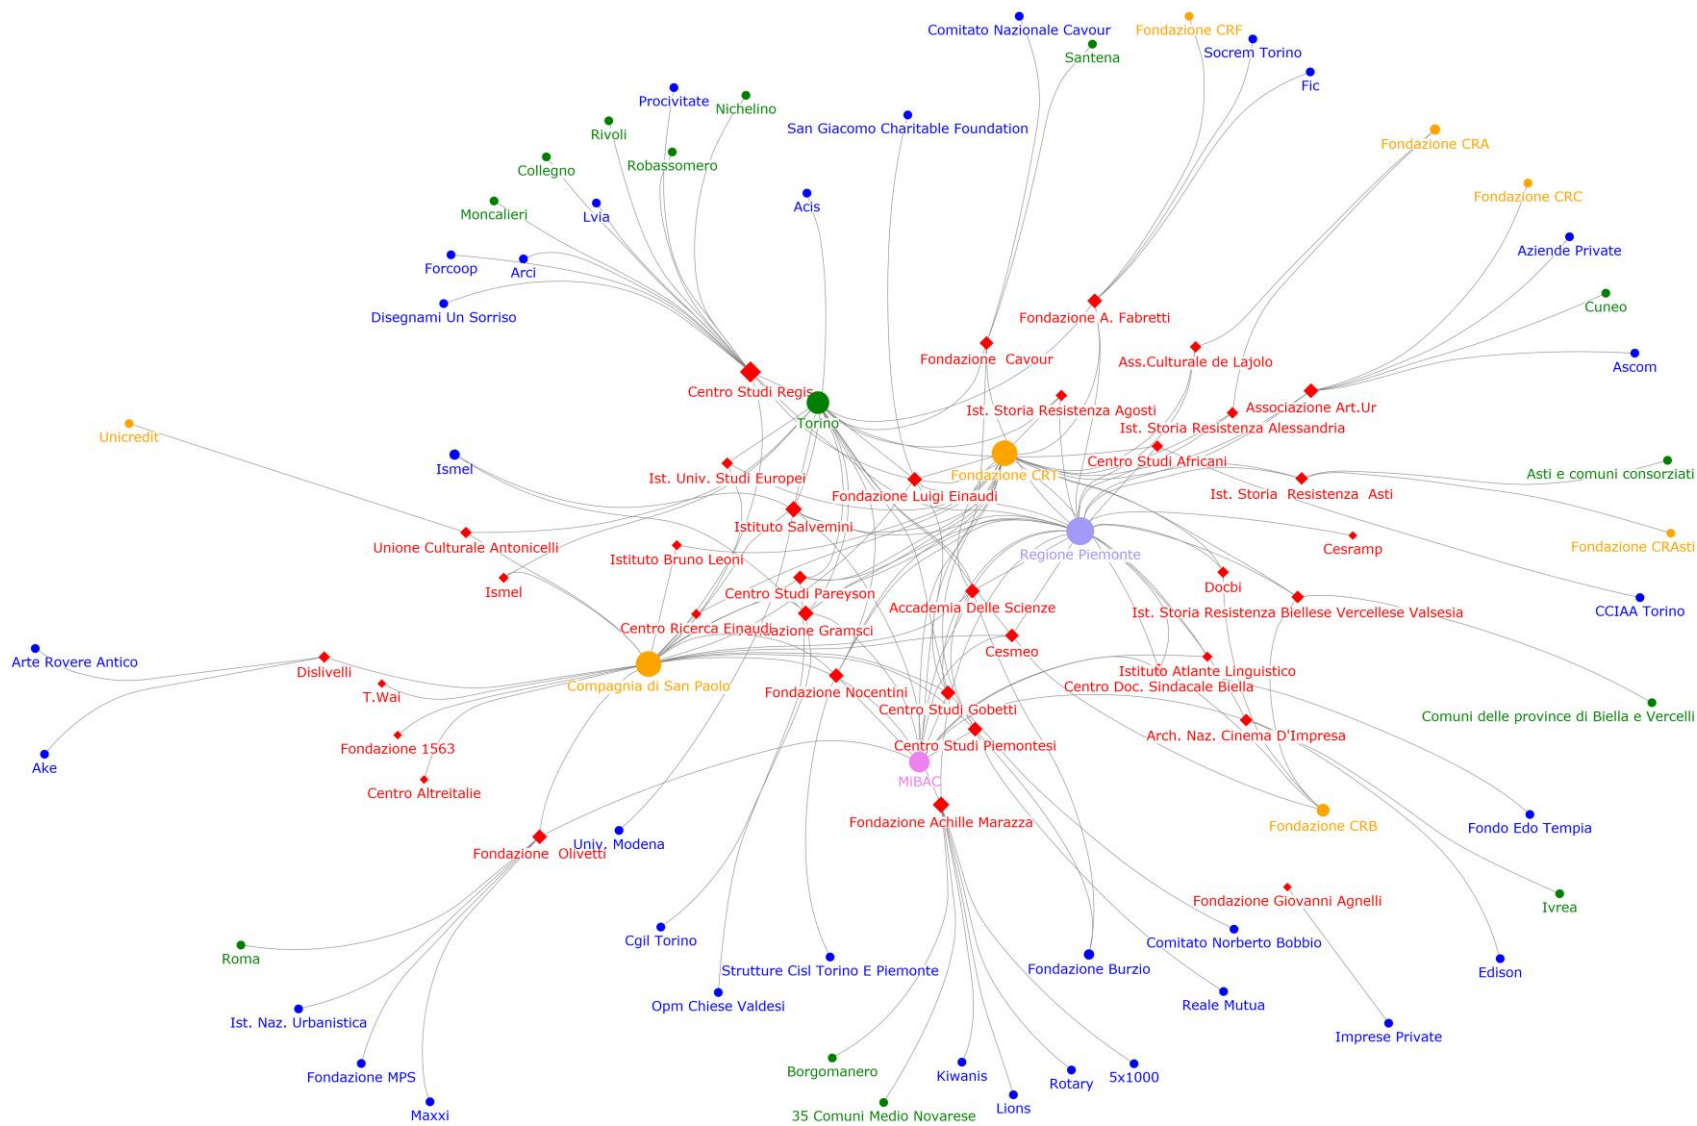 Comitato Nazionale Cavour
Fondazione CRF
Socrem Torino
Santena
Fic
Procivitate
Nichelino
San Giacomo Charitable Foundation
Rivoli
Fondazione CRA
Robassomero
Collegno
Fondazione CRC
Moncalieri
Lvia
Acis
Aziende Private
Forcoop
Arci
Cuneo
Disegnami Un Sorriso
Fondazione A. Fabretti
Fondazione  Cavour
Ass.Culturale de Lajolo
Ascom
Centro Studi Regis
Ist. Storia Resistenza Agosti
Associazione Art.Ur
Torino
Ist. Storia Resistenza Alessandria
Unicredit
Centro Studi Africani
Ismel
Ist. Univ. Studi Europei
Fondazione CRT
Asti e comuni consorziati
Fondazione Luigi Einaudi
Ist. Storia  Resistenza  Asti
Istituto Salvemini
Unione Culturale Antonicelli
Regione Piemonte
Cesramp
Fondazione CRAsti
Istituto Bruno Leoni
Ismel
Centro Studi Pareyson
Docbi
Accademia Delle Scienze
Ist. Storia Resistenza Biellese Vercellese Valsesia
CCIAA Torino
Centro Ricerca Einaudi
azione Gramsci
Cesmeo
Arte Rovere Antico
Dislivelli
Istituto Atlante Linguistico
Compagnia di San Paolo
Centro Doc. Sindacale Biella
T.Wai
Fondazione Nocentini
Centro Studi Gobetti
Comuni delle province di Biella e Vercelli
Arch. Naz. Cinema D'Impresa
Fondazione 1563
Centro Studi Piemontesi
Ake
MiBAC
Centro Altreitalie
Fondazione Achille Marazza
Fondazione CRB
Fondo Edo Tempia
Univ. Modena
Fondazione  Olivetti
Fondazione Giovanni Agnelli
Ivrea
Cgil Torino
Comitato Norberto Bobbio
Roma
Strutture Cisl Torino E Piemonte
Fondazione Burzio
Edison
Opm Chiese Valdesi
Reale Mutua
Ist. Naz. Urbanistica
Imprese Private
Borgomanero
Fondazione MPS
Kiwanis
Rotary
5x1000
Lions
Maxxi
35 Comuni Medio Novarese